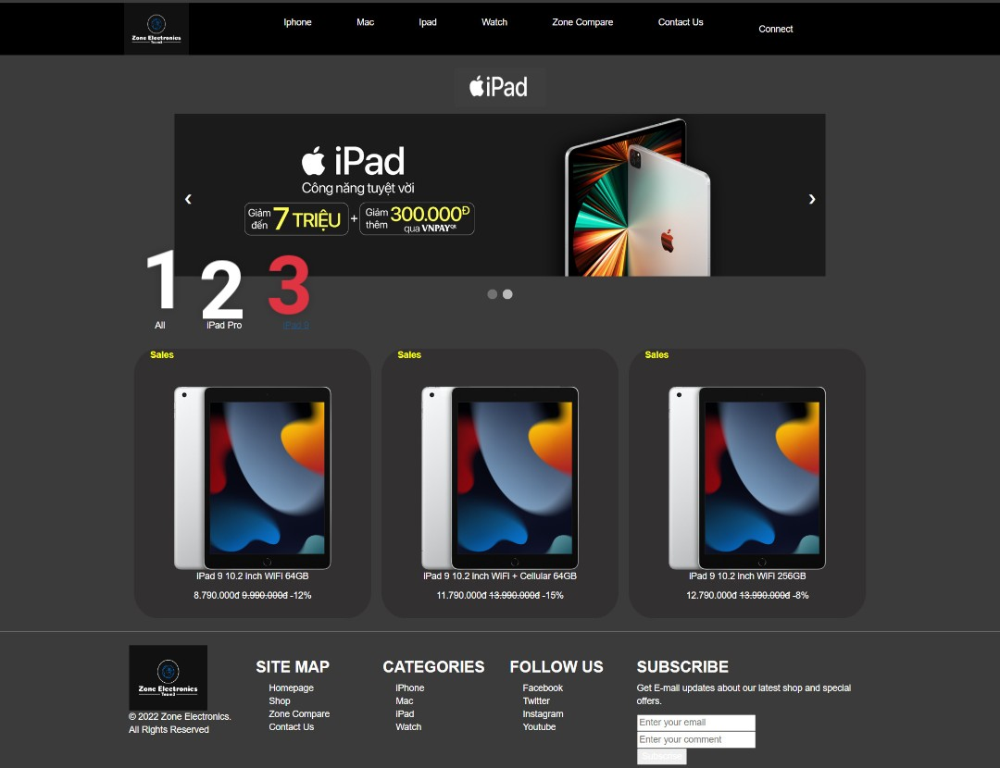 Zone Electronics
Team3
Iphone
Mac
Ipad
Watch
Zone Compare
Contact Us
Connect
iPad
iPad
Công năng tuyệt vời
Giảm đến 7 TRIỆU + Giảm thêm 300.000Đ qua VNPAYQR
‹
›
1
2
3
All
iPad Pro
iPad 9
Sales
Sales
Sales
iPad 9 10.2 inch WiFi 64GB
8.790.000đ 9.990.000đ -12%
iPad 9 10.2 inch WiFi + Cellular 64GB
11.790.000đ 13.990.000đ -15%
iPad 9 10.2 inch WiFi 256GB
12.790.000đ 13.990.000đ -8%
Zone Electronics
Team3
© 2022 Zone Electronics.
All Rights Reserved
SITE MAP
Homepage
Shop
Zone Compare
Contact Us
CATEGORIES
iPhone
Mac
iPad
Watch
FOLLOW US
Facebook
Twitter
Instagram
Youtube
SUBSCRIBE
Get E-mail updates about our latest shop and special
offers.
Enter your email
Enter your comment
Subscribe